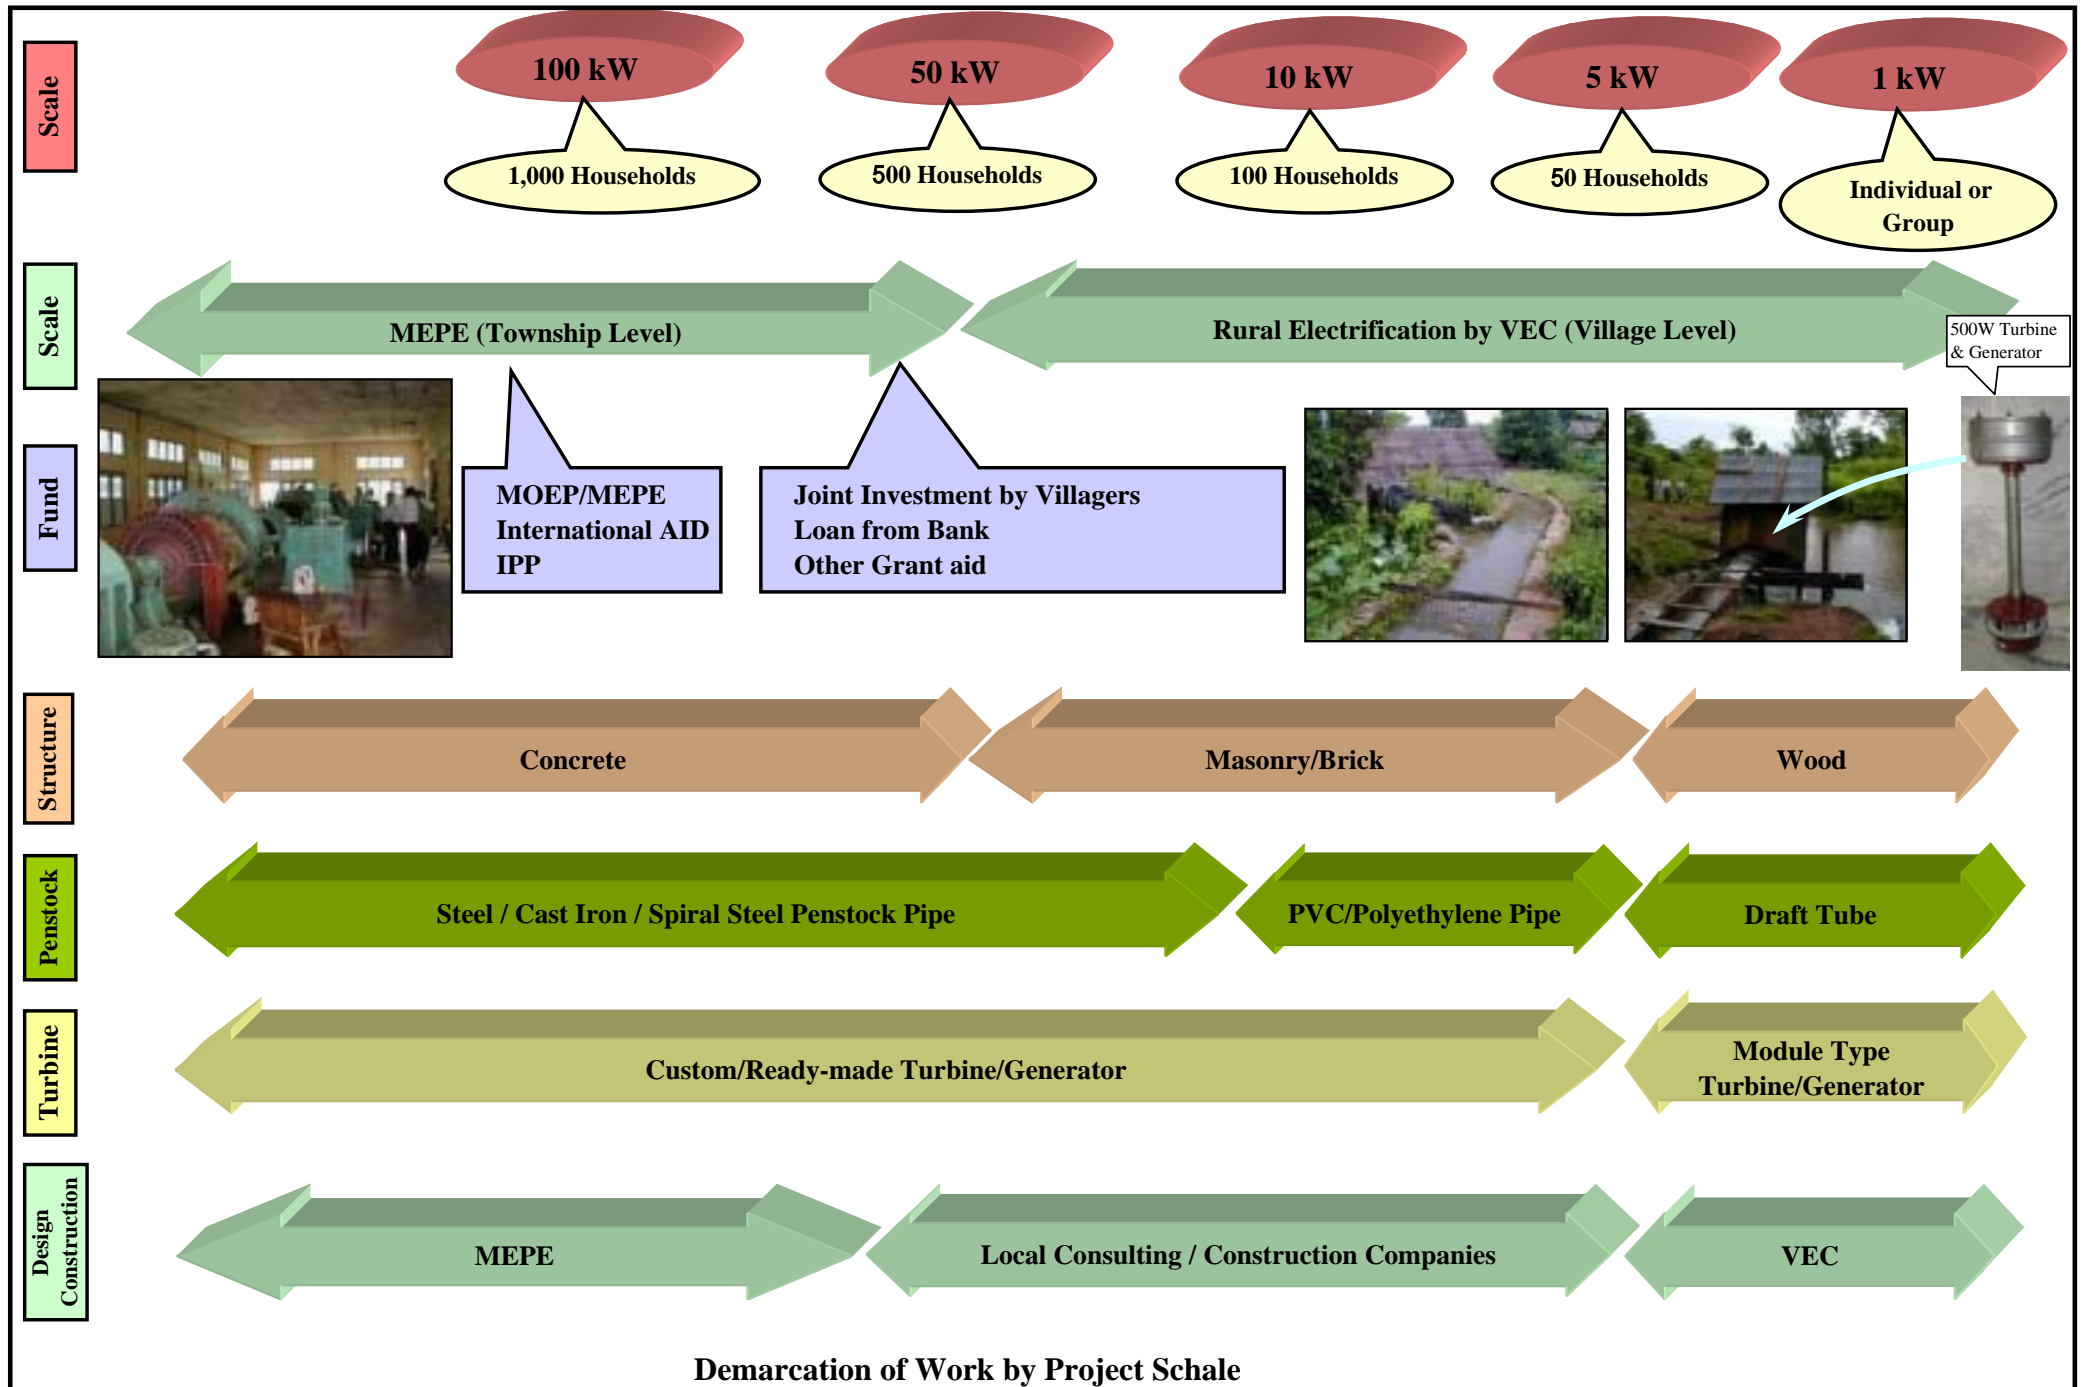 Scale
100 kW
50 kW
10 kW
5 kW
1 kW
1,000 Households
500 Households
100 Households
50 Households
Individual or
Group
Scale
MEPE (Township Level)
Rural Electrification by VEC (Village Level)
500W Turbine
& Generator
Fund
MOEP/MEPE
International AID
IPP
Joint Investment by Villagers
Loan from Bank
Other Grant aid
Structure
Concrete
Masonry/Brick
Wood
Penstock
Steel / Cast Iron / Spiral Steel Penstock Pipe
PVC/Polyethylene Pipe
Draft Tube
Turbine
Custom/Ready-made Turbine/Generator
Module Type
Turbine/Generator
Design
Construction
MEPE
Local Consulting / Construction Companies
VEC
Demarcation of Work by Project Schale